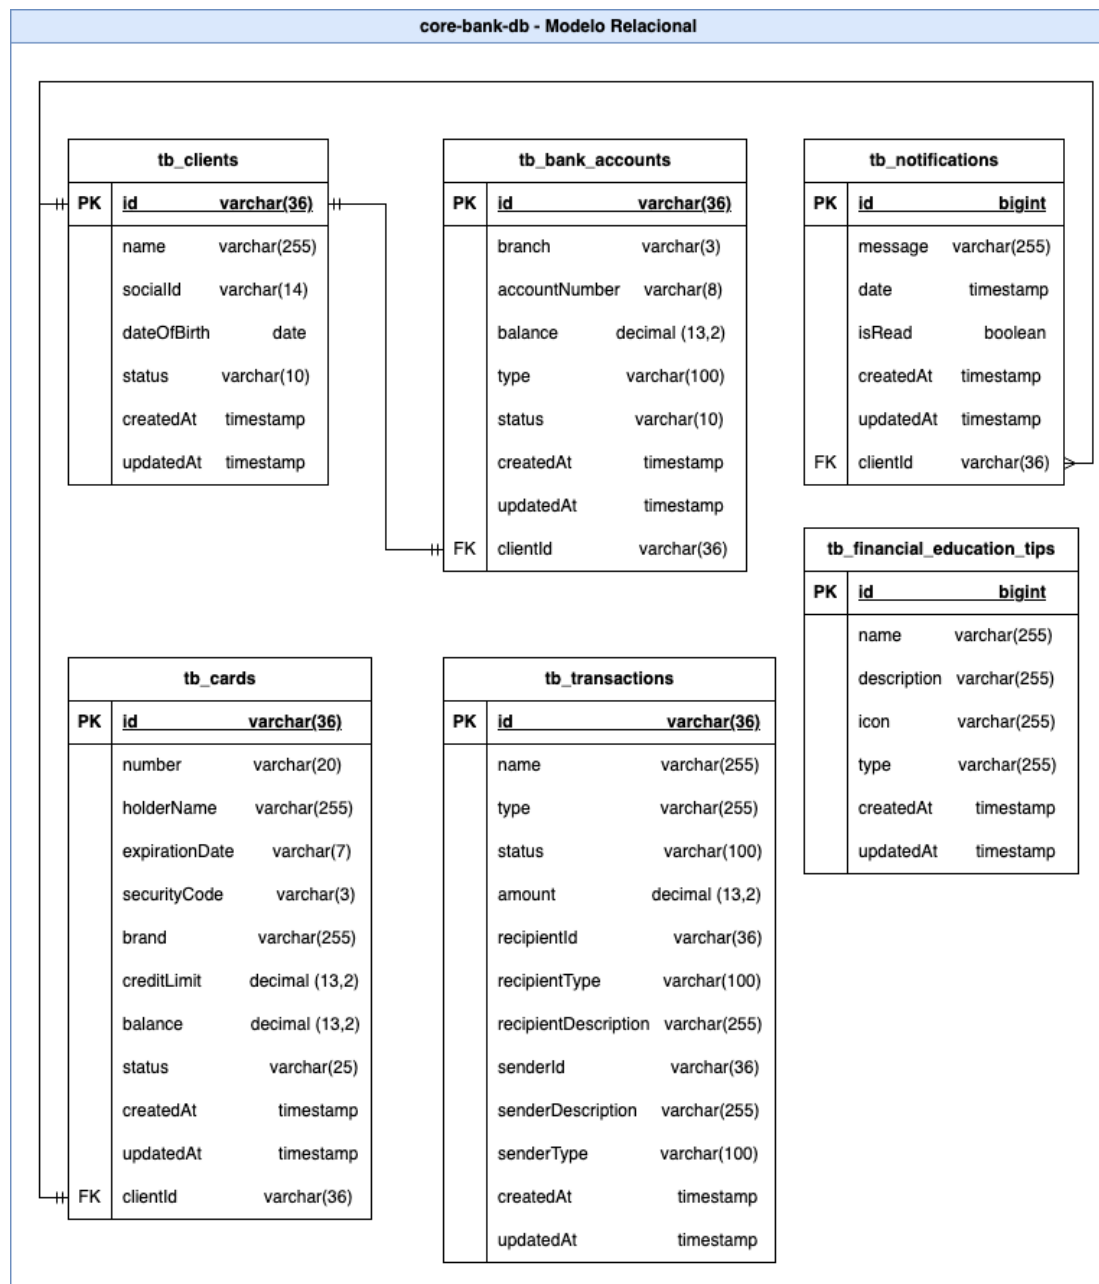 core-bank-db - Modelo Relacional
tb_clients
PK id varchar(36)
name varchar(255)
socialId varchar(14)
dateOfBirth date
status varchar(10)
createdAt timestamp
updatedAt timestamp
tb_bank_accounts
PK id varchar(36)
branch varchar(3)
accountNumber varchar(8)
balance decimal (13,2)
type varchar(100)
status varchar(10)
createdAt timestamp
updatedAt timestamp
FK clientId varchar(36)
tb_notifications
PK id bigint
message varchar(255)
date timestamp
isRead boolean
createdAt timestamp
updatedAt timestamp
FK clientId varchar(36)
tb_financial_education_tips
PK id bigint
name varchar(255)
description varchar(255)
icon varchar(255)
type varchar(255)
createdAt timestamp
updatedAt timestamp
tb_cards
PK id varchar(36)
number varchar(20)
holderName varchar(255)
expirationDate varchar(7)
securityCode varchar(3)
brand varchar(255)
creditLimit decimal (13,2)
balance decimal (13,2)
status varchar(25)
createdAt timestamp
updatedAt timestamp
FK clientId varchar(36)
tb_transactions
PK id varchar(36)
name varchar(255)
type varchar(255)
status varchar(100)
amount decimal (13,2)
recipientId varchar(36)
recipientType varchar(100)
recipientDescription varchar(255)
senderId varchar(36)
senderDescription varchar(255)
senderType varchar(100)
createdAt timestamp
updatedAt timestamp